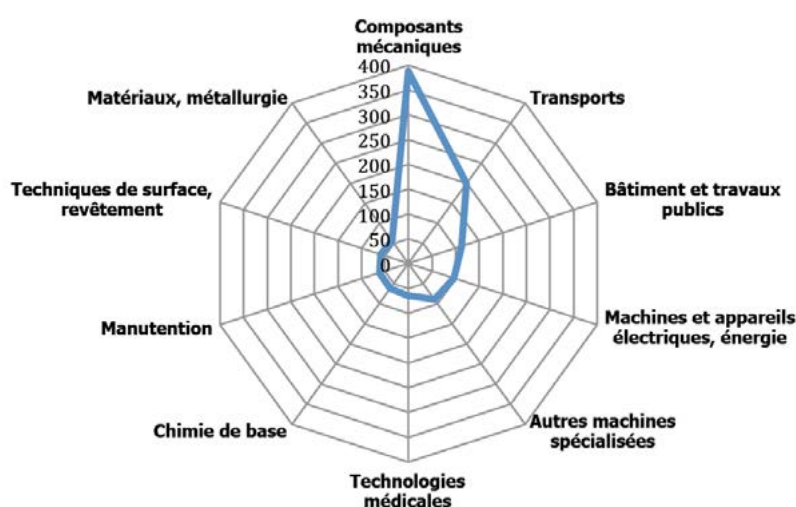 Composants
mécaniques
400
350
300
250
200
150
100
50
0
Transports
Bâtiment et travaux
publics
Machines et appareils
électriques, énergie
Autres machines
spécialisées
Technologies
médicales
Chimie de base
Manutention
Techniques de surface,
revêtement
Matériaux, métallurgie